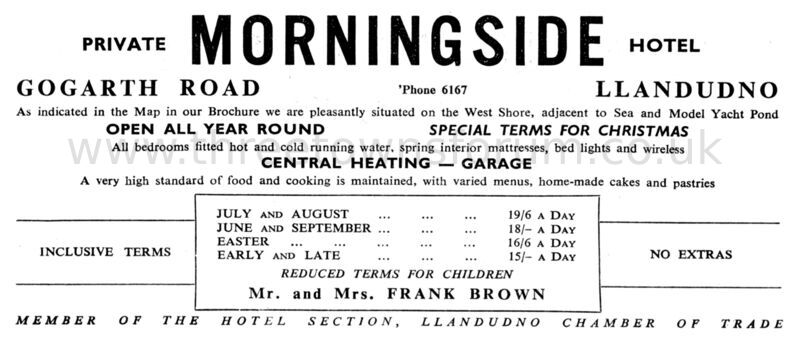 PRIVATE MORNINGSIDE HOTEL
GOGARTH ROAD 'Phone 6167 LLANDUDNO
As indicated in the Map in our Brochure we are pleasantly situated on the West Shore, adjacent to Sea and Model Yacht Pond
OPEN ALL YEAR ROUND SPECIAL TERMS FOR CHRISTMAS
All bedrooms fitted hot and cold running water, spring interior mattresses, bed lights and wireless
www.threetownsforum.co.uk
CENTRAL HEATING — GARAGE
A very high standard of food and cooking is maintained, with varied menus, home-made cakes and pastries
JULY AND AUGUST ... ... ... 19/6 A DAY
JUNE AND SEPTEMBER ... ... ... 18/– A DAY
EASTER ... ... ... ... ... 16/6 A DAY
EARLY AND LATE ... ... ... 15/– A DAY
INCLUSIVE TERMS
NO EXTRAS
REDUCED TERMS FOR CHILDREN
Mr. and Mrs. FRANK BROWN
MEMBER OF THE HOTEL SECTION, LLANDUDNO CHAMBER OF TRADE